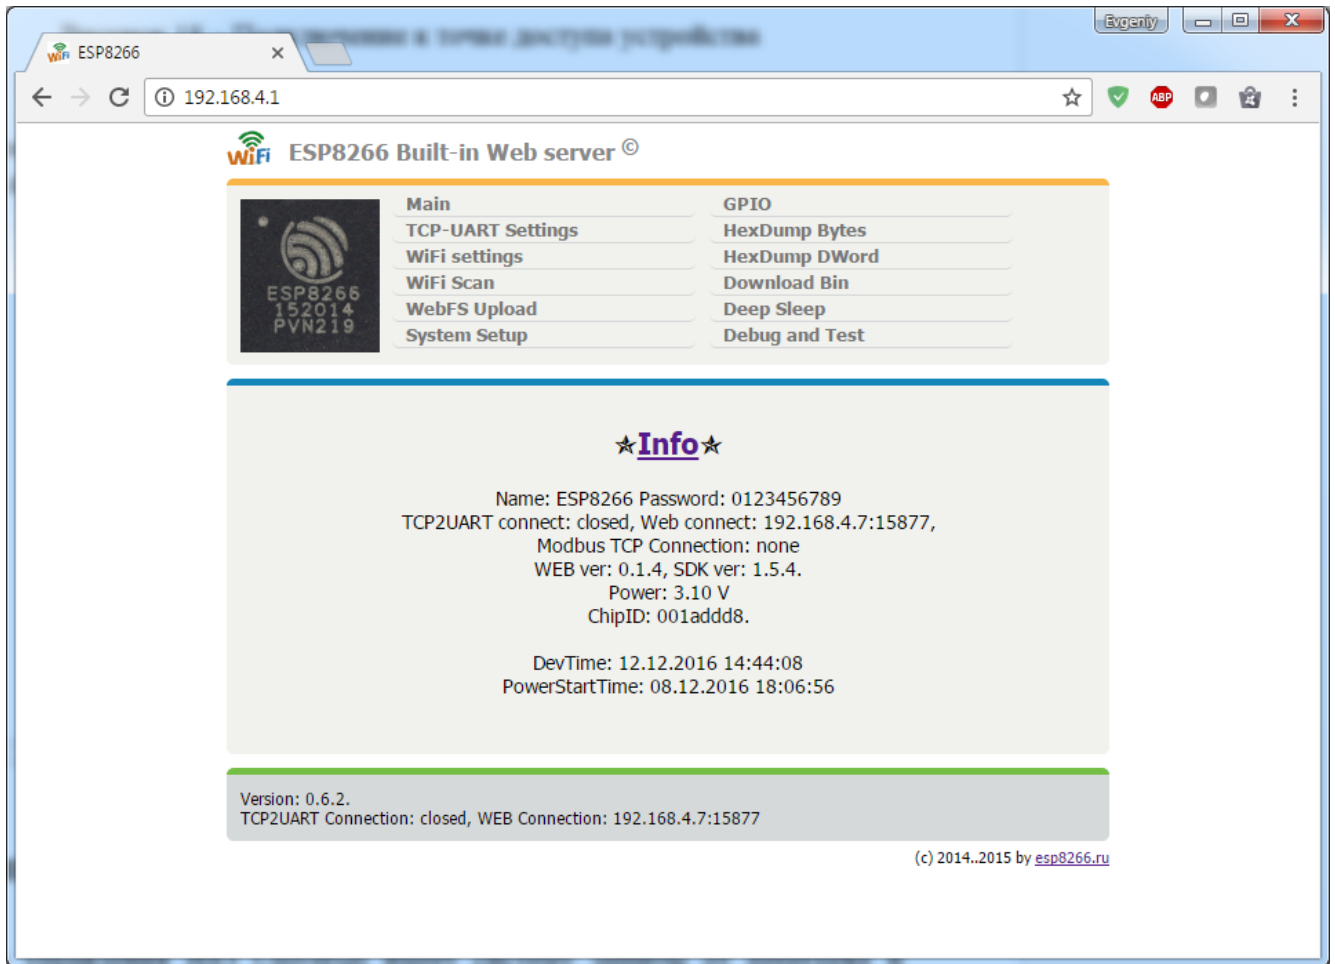 Evgeniy
ESP8266
192.168.4.1
ABP
WiFi ESP8266 Built-in Web server ©
ESP8266
152014
PVN219
Main
TCP-UART Settings
WiFi settings
WiFi Scan
WebFS Upload
System Setup
GPIO
HexDump Bytes
HexDump DWord
Download Bin
Deep Sleep
Debug and Test
✯Info✯
Name: ESP8266 Password: 0123456789
TCP2UART connect: closed, Web connect: 192.168.4.7:15877,
Modbus TCP Connection: none
WEB ver: 0.1.4, SDK ver: 1.5.4.
Power: 3.10 V
ChipID: 001addd8.
DevTime: 12.12.2016 14:44:08
PowerStartTime: 08.12.2016 18:06:56
Version: 0.6.2.
TCP2UART Connection: closed, WEB Connection: 192.168.4.7:15877
(c) 2014..2015 by esp8266.ru